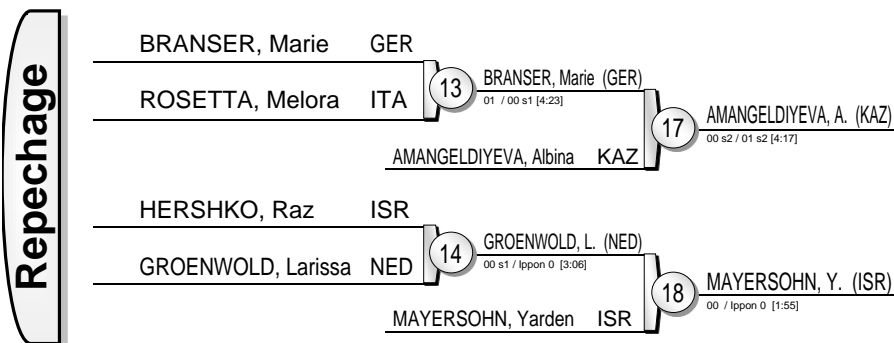 Repechage
BRANSER, Marie GER
ROSETTA, Melora ITA
13
BRANSER, Marie (GER)
01 / 00 s1 [4:23]
AMANGELDIYEVA, Albina KAZ
17
AMANGELDIYEVA, A. (KAZ)
00 s2 / 01 s2 [4:17]
HERSHKO, Raz ISR
GROENWOLD, Larissa NED
14
GROENWOLD, L. (NED)
00 s1 / Ippon 0 [3:06]
MAYERSOHN, Yarden ISR
18
MAYERSOHN, Y. (ISR)
00 / Ippon 0 [1:55]